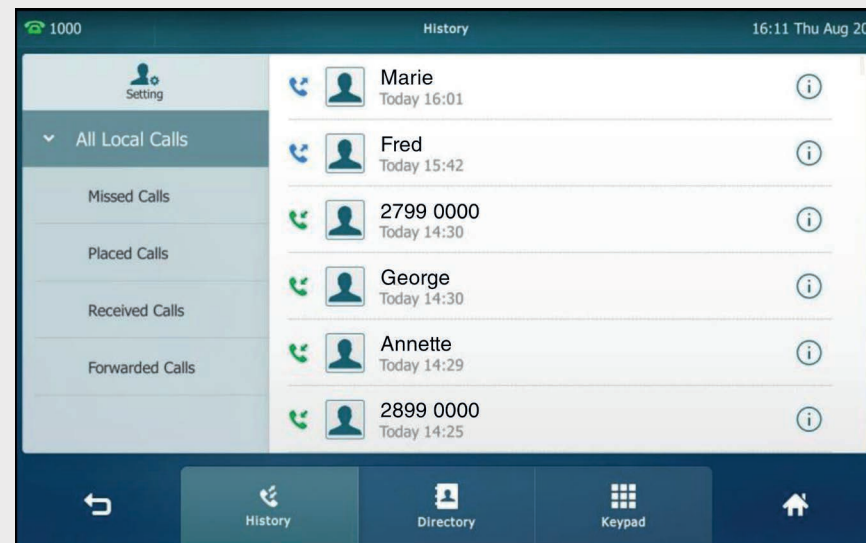 1000
History
16:11 Thu Aug 20
Setting
All Local Calls
Missed Calls
Placed Calls
Received Calls
Forwarded Calls
Marie
Today 16:01
Fred
Today 15:42
2799 0000
Today 14:30
George
Today 14:30
Annette
Today 14:29
2899 0000
Today 14:25
History
Directory
Keypad